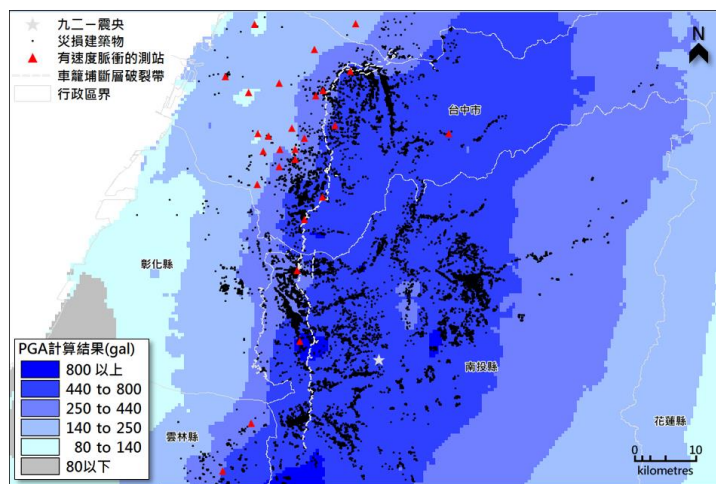 九二一震央
災損建築物
有速度脈衝的測站
車籠埔斷層破裂帶
行政區界
N
台中市
彰化縣
PGA計算結果(gal)
800 以上
440 to 800
250 to 440
140 to 250
80 to 140
80以下
南投縣
雲林縣
花蓮縣
0 10
kilometres